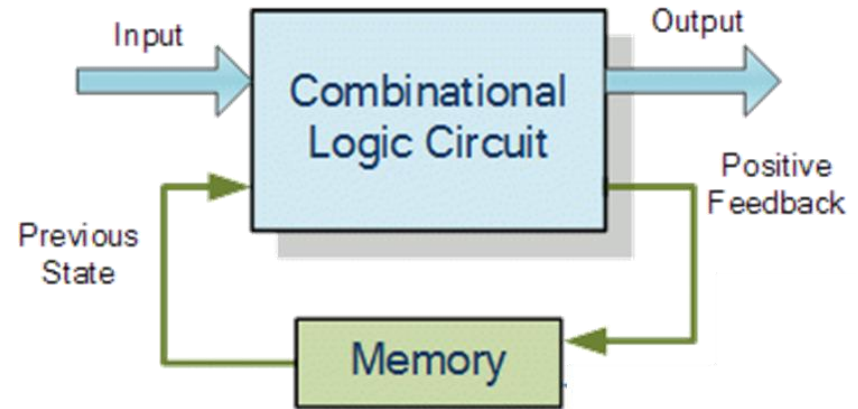 Input
Output
Combinational
Logic Circuit
Positive
Feedback
Previous
State
Memory